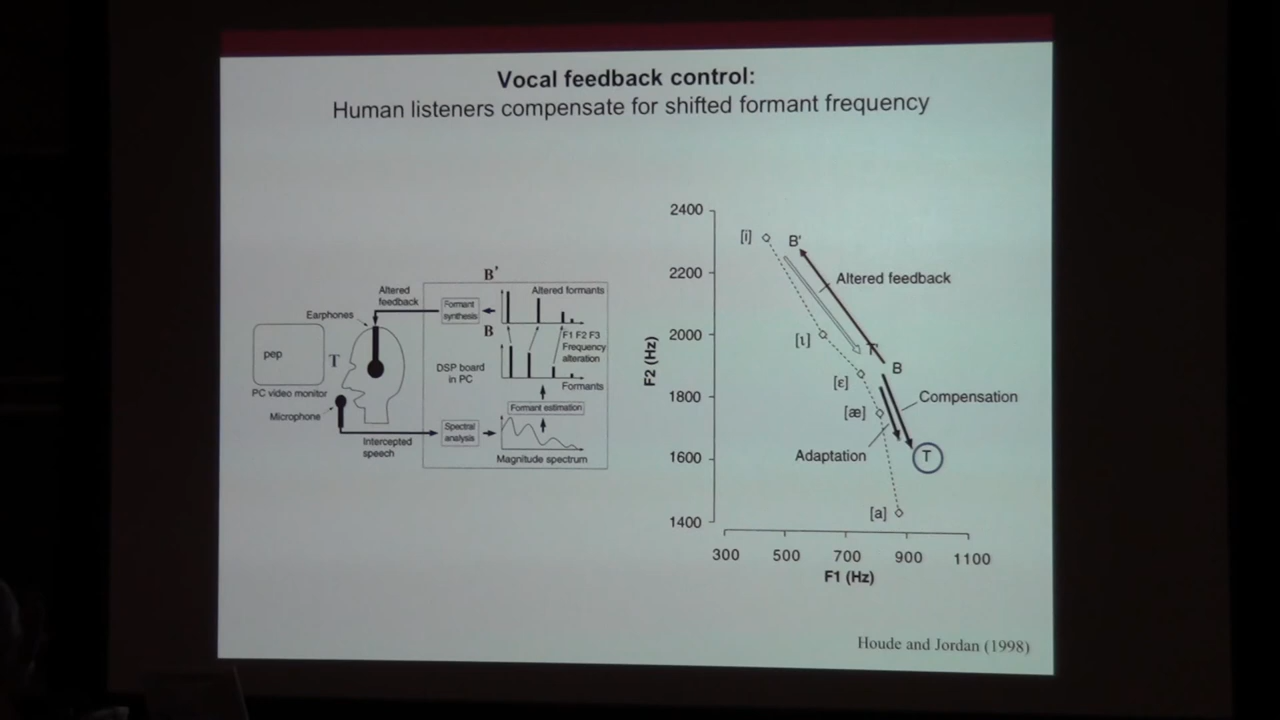 Vocal feedback control:
Human listeners compensate for shifted formant frequency
B'
Altered
feedback
Formant
synthesis
Altered formants
Earphones
B
F1 F2 F3
Frequency
alteration
pep
T
DSP board
in PC
Formants
PC video monitor
Formant estimation
Microphone
Spectral
analysis
Intercepted
speech
Magnitude spectrum
2400
2200
2000
1800
1600
1400
F2 (Hz)
[i]
B'
Altered feedback
[ɩ]
T'
B
[ɛ]
Compensation
[æ]
Adaptation
T
[a]
300 500 700 900 1100
F1 (Hz)
Houde and Jordan (1998)